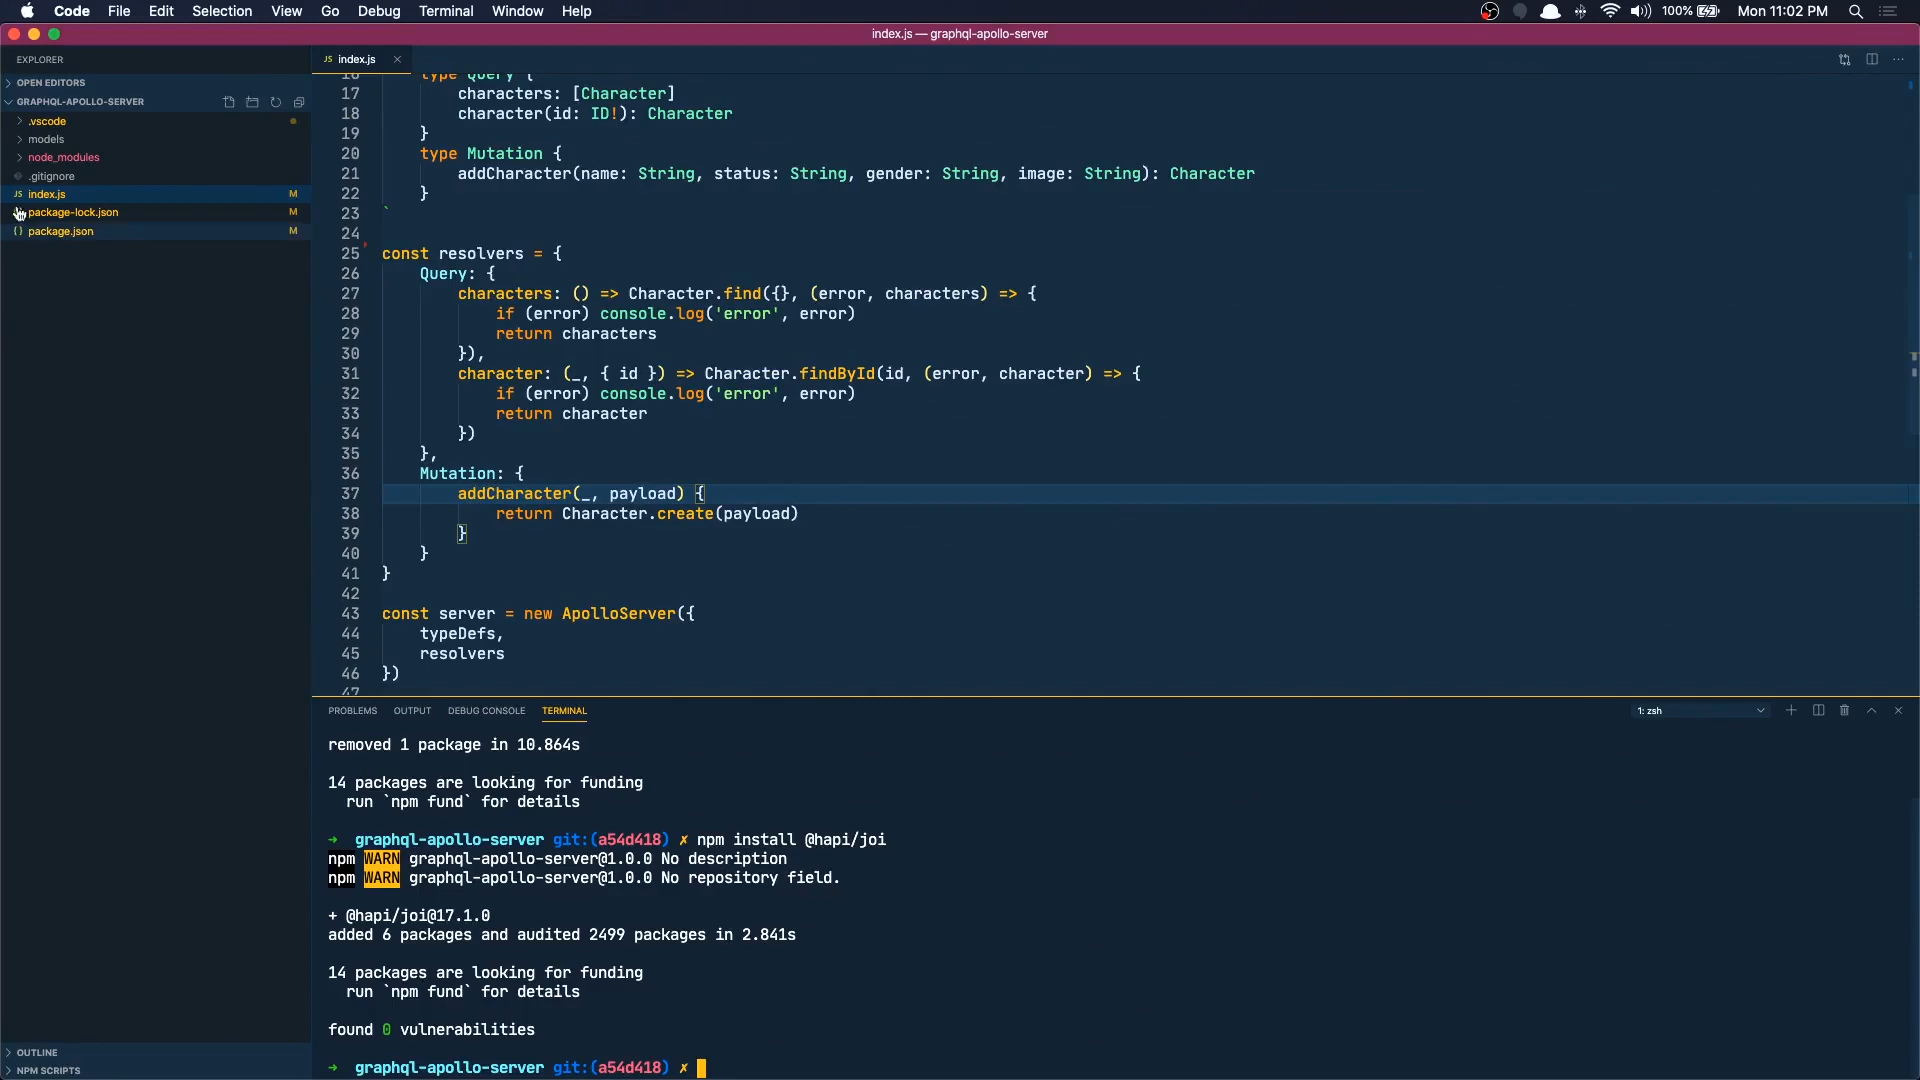 Code File Edit Selection View Go Debug Terminal Window Help
100% Mon 11:02 PM
index.js — graphql-apollo-server
EXPLORER
OPEN EDITORS
GRAPHQL-APOLLO-SERVER
.vscode
models
node_modules
.gitignore
JS index.js M
package-lock.json M
{} package.json M
OUTLINE
NPM SCRIPTS
JS index.js
16 type Query {
17 characters: [Character]
18 character(id: ID!): Character
19 }
20 type Mutation {
21 addCharacter(name: String, status: String, gender: String, image: String): Character
22 }
23 `
24
25 const resolvers = {
26 Query: {
27 characters: () => Character.find({}, (error, characters) => {
28 if (error) console.log('error', error)
29 return characters
30 }),
31 character: (_, { id }) => Character.findById(id, (error, character) => {
32 if (error) console.log('error', error)
33 return character
34 })
35 },
36 Mutation: {
37 addCharacter(_, payload) {
38 return Character.create(payload)
39 }
40 }
41 }
42
43 const server = new ApolloServer({
44 typeDefs,
45 resolvers
46 })
47
PROBLEMS OUTPUT DEBUG CONSOLE TERMINAL
1: zsh
removed 1 package in 10.864s
14 packages are looking for funding
run `npm fund` for details
→ graphql-apollo-server git:(a54d418) ✗ npm install @hapi/joi
npm WARN graphql-apollo-server@1.0.0 No description
npm WARN graphql-apollo-server@1.0.0 No repository field.
+ @hapi/joi@17.1.0
added 6 packages and audited 2499 packages in 2.841s
14 packages are looking for funding
run `npm fund` for details
found 0 vulnerabilities
→ graphql-apollo-server git:(a54d418) ✗